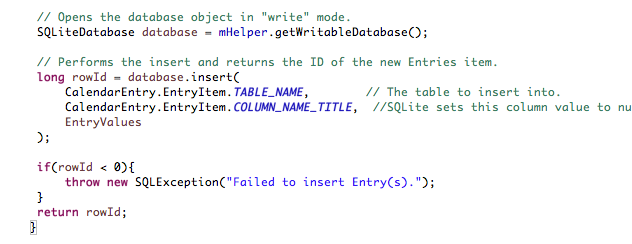 // Opens the database object in "write" mode.
SQLiteDatabase database = mHelper.getWritableDatabase();
// Performs the insert and returns the ID of the new Entries item.
long rowId = database.insert(
CalendarEntry.EntryItem.TABLE_NAME, // The table to insert into.
CalendarEntry.EntryItem.COLUMN_NAME_TITLE, //SQLite sets this column value to nu
EntryValues
);
if(rowId < 0){
throw new SQLException("Failed to insert Entry(s).");
}
return rowId;
}